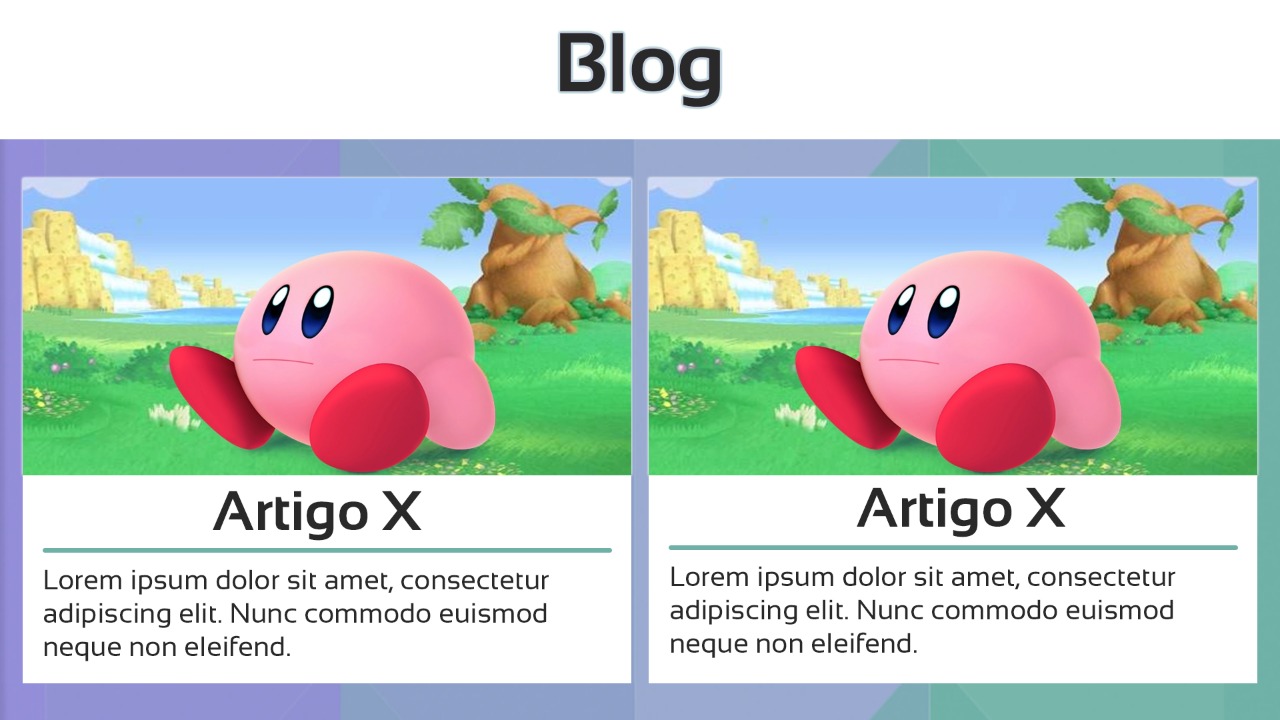 Blog
Artigo X
Lorem ipsum dolor sit amet, consectetur
adipiscing elit. Nunc commodo euismod
neque non eleifend.
Artigo X
Lorem ipsum dolor sit amet, consectetur
adipiscing elit. Nunc commodo euismod
neque non eleifend.